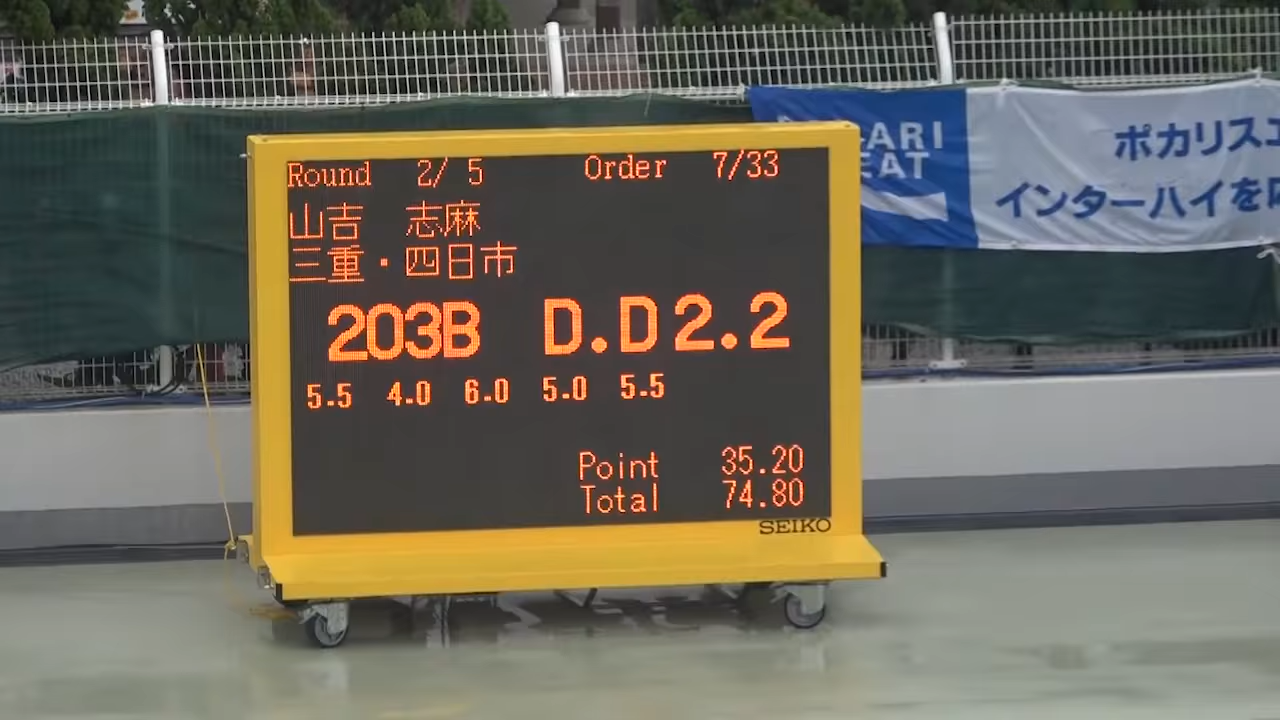 Round 2/ 5 Order 7/33
山吉 志麻
三重・四日市
203B D.D2.2
5.5 4.0 6.0 5.0 5.5
Point 35.20
Total 74.80
SEIKO
ポカリスエ
インターハイを